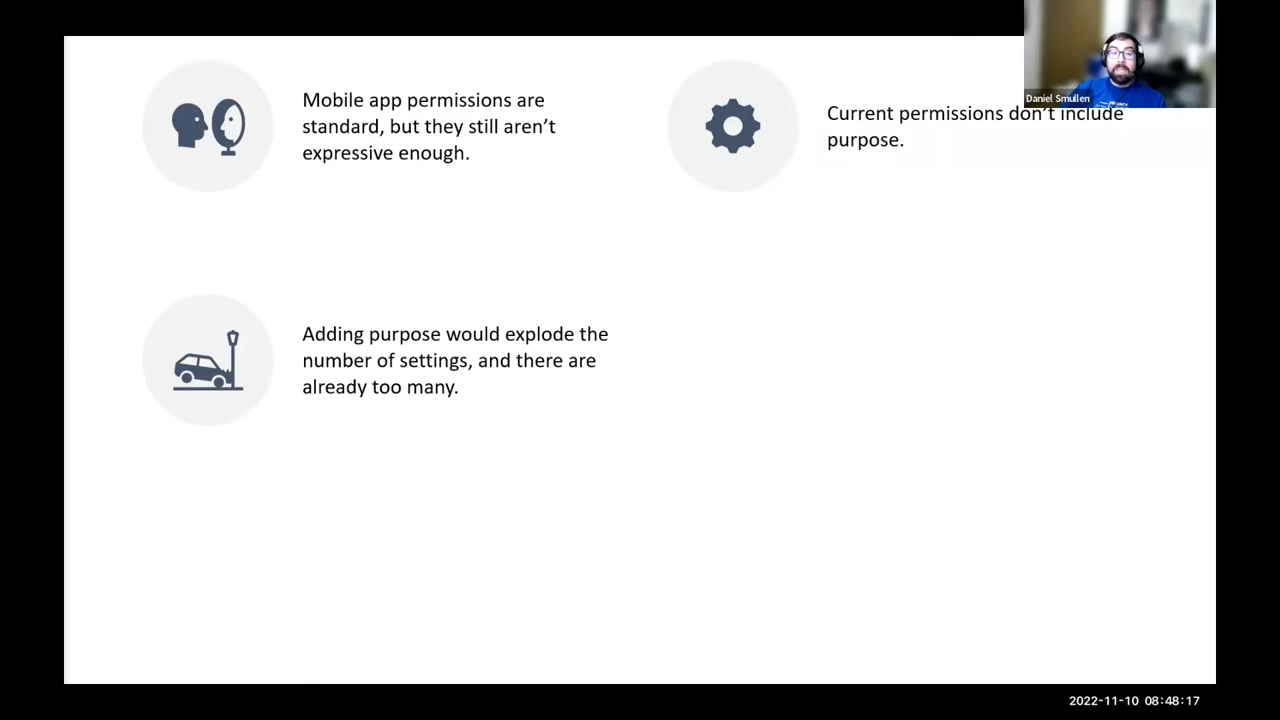 Mobile app permissions are
standard, but they still aren't
expressive enough.
Daniel Smullen
Current permissions don't include
purpose.
Adding purpose would explode the
number of settings, and there are
already too many.
2022-11-10 08:48:17